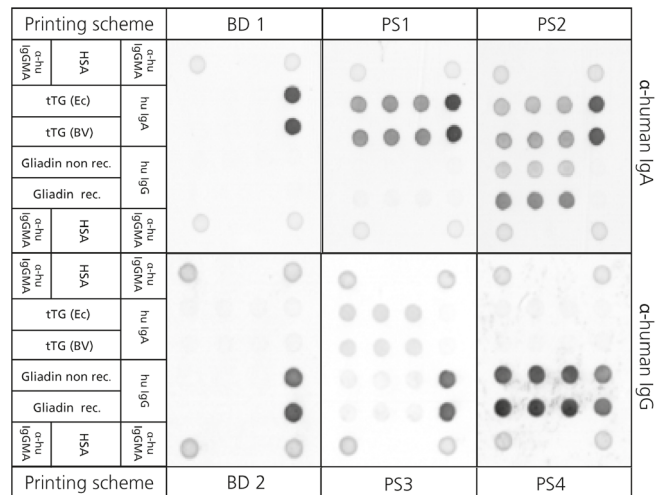 Printing scheme BD 1 PS1 PS2
α-hu IgGMA HSA α-hu IgGMA
tTG (Ec)
hu IgA
tTG (BV)
Gliadin non rec.
hu IgG
Gliadin rec.
α-hu IgGMA HSA α-hu IgGMA
α-human IgA
α-hu IgGMA HSA α-hu IgGMA
tTG (Ec)
hu IgA
tTG (BV)
Gliadin non rec.
hu IgG
Gliadin rec.
α-hu IgGMA HSA α-hu IgGMA
α-human IgG
Printing scheme BD 2 PS3 PS4